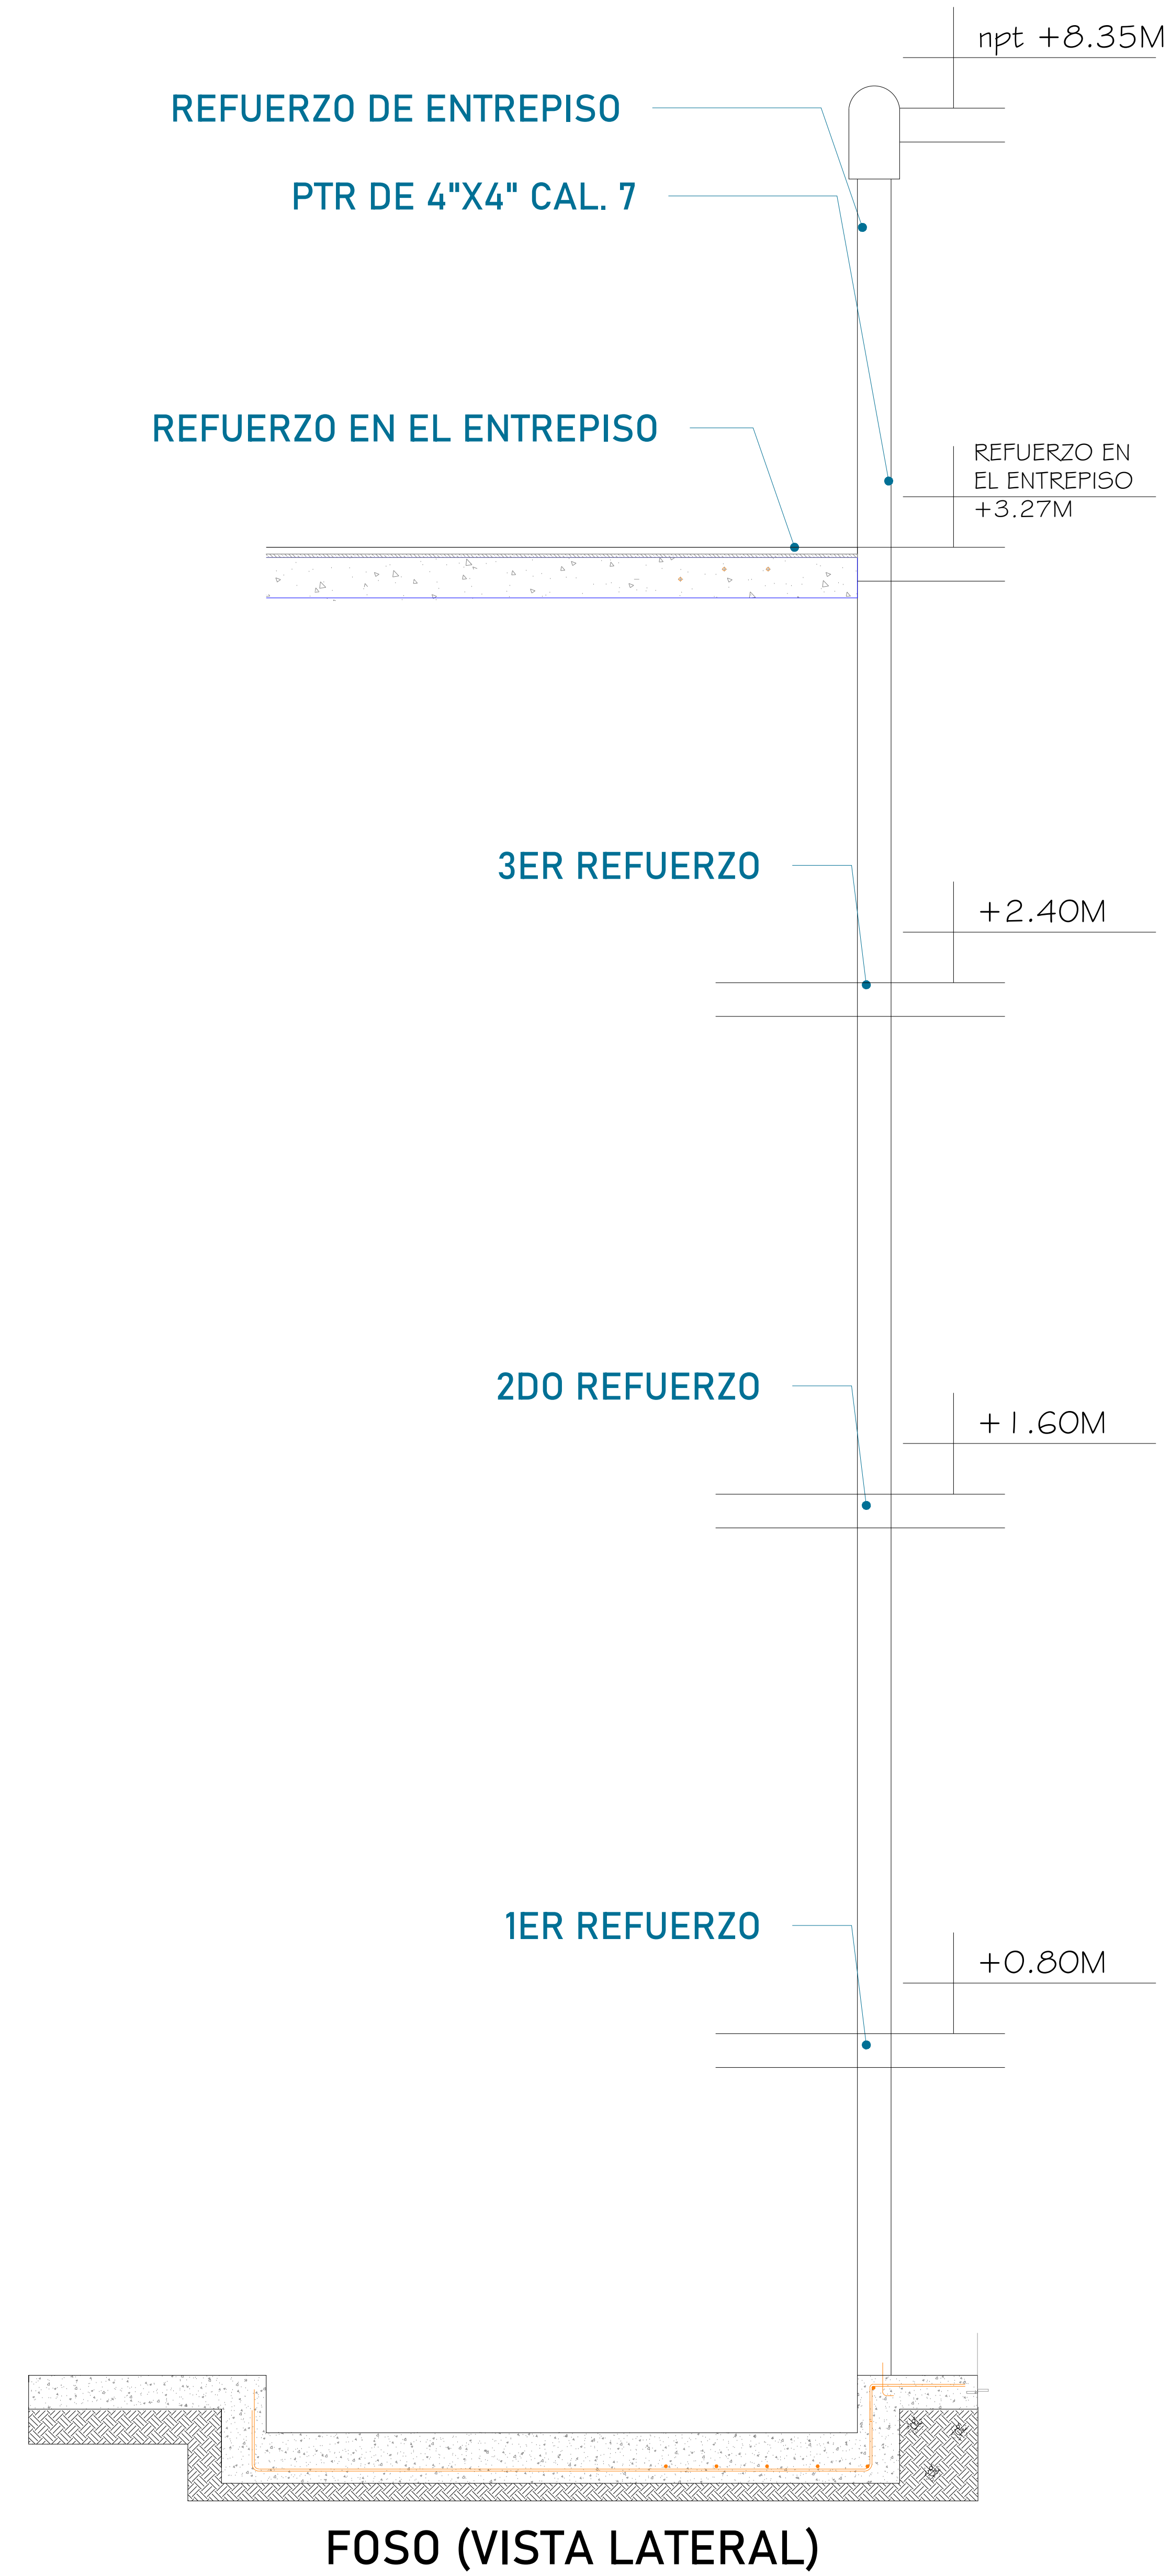 npt +8.35M
REFUERZO DE ENTREPISO
PTR DE 4"X4" CAL. 7
REFUERZO EN EL ENTREPISO
REFUERZO EN
EL ENTREPISO
+3.27M
3ER REFUERZO
+2.40M
2DO REFUERZO
+1.60M
1ER REFUERZO
+0.80M
FOSO (VISTA LATERAL)